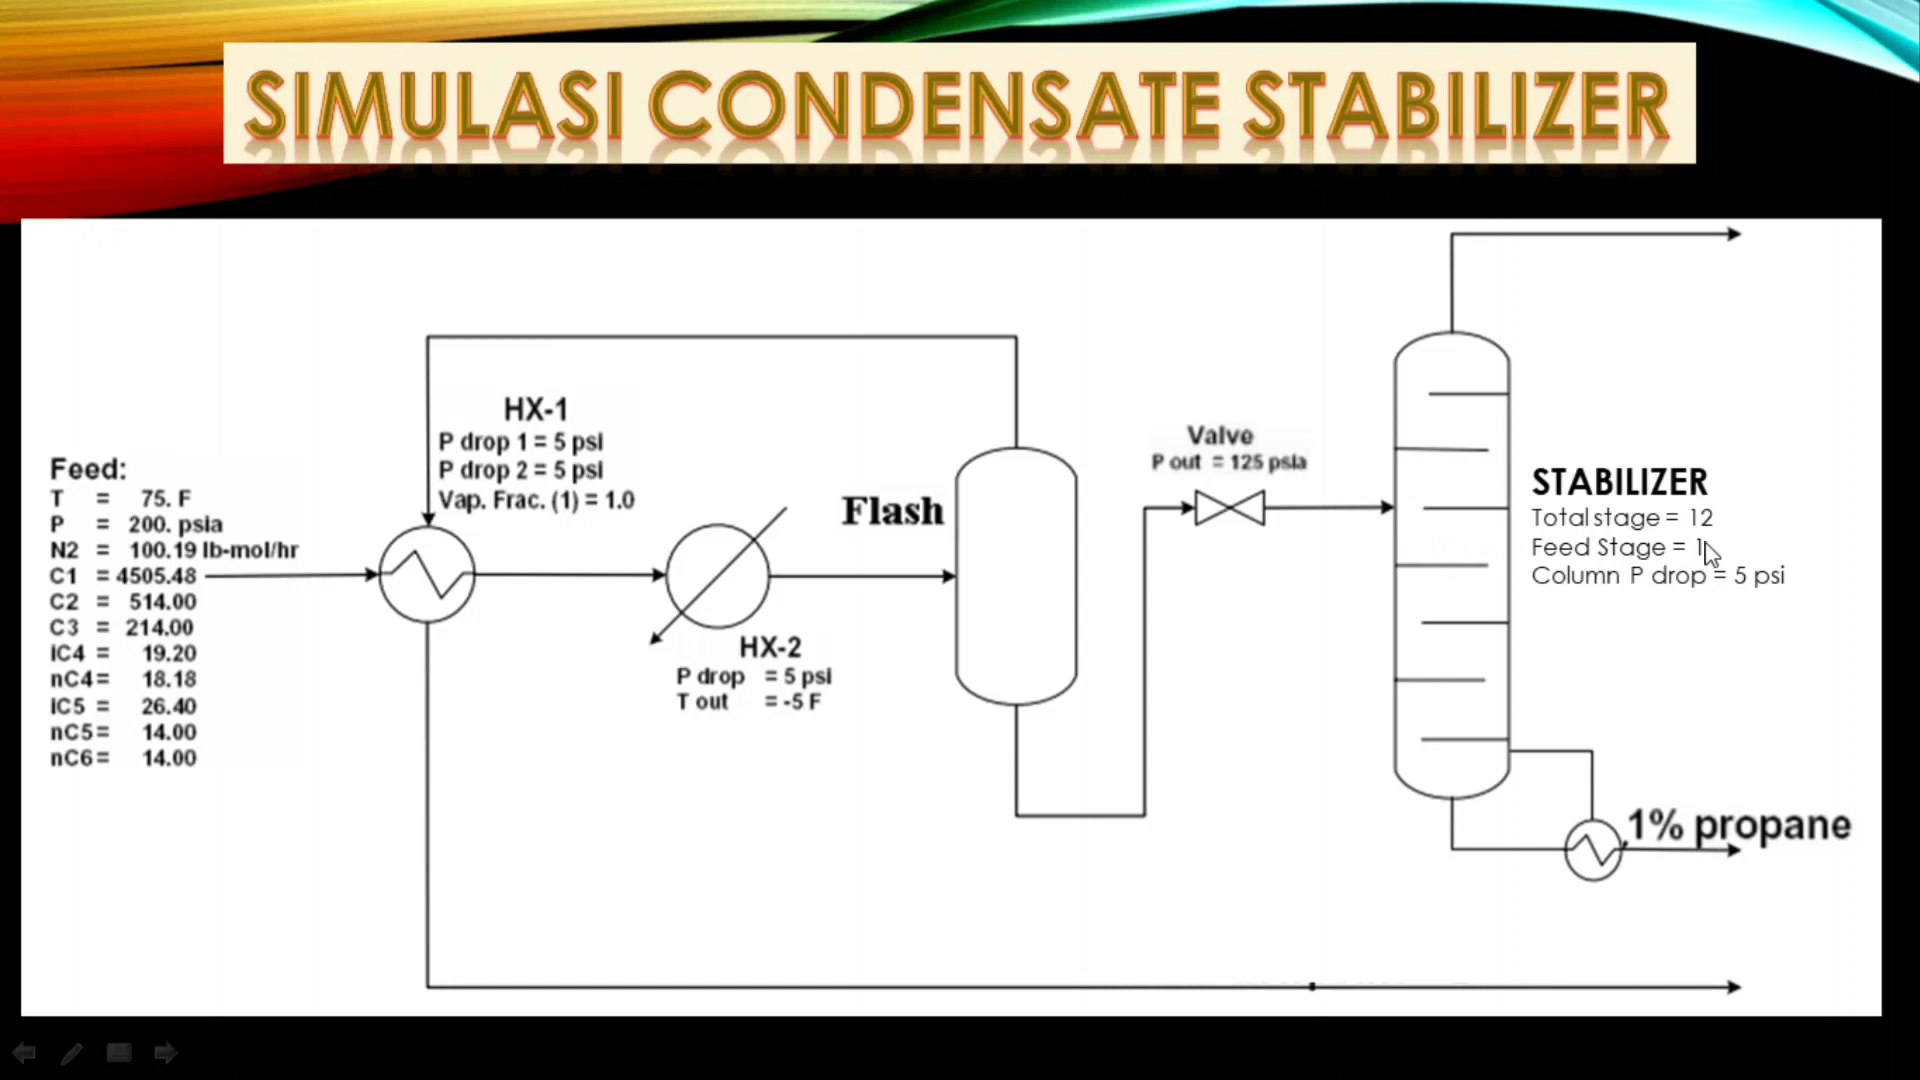 SIMULASI CONDENSATE STABILIZER
HX-1
P drop 1 = 5 psi
P drop 2 = 5 psi
Vap. Frac. (1) = 1.0
Feed:
T = 75. F
P = 200. psia
N2 = 100.19 lb-mol/hr
C1 = 4505.48
C2 = 514.00
C3 = 214.00
IC4 = 19.20
nC4= 18.18
IC5 = 26.40
nC5= 14.00
nC6= 14.00
HX-2
P drop = 5 psi
T out = -5 F
Flash
Valve
P out = 125 psia
STABILIZER
Total stage = 12
Feed Stage = 1
Column P drop = 5 psi
1% propane